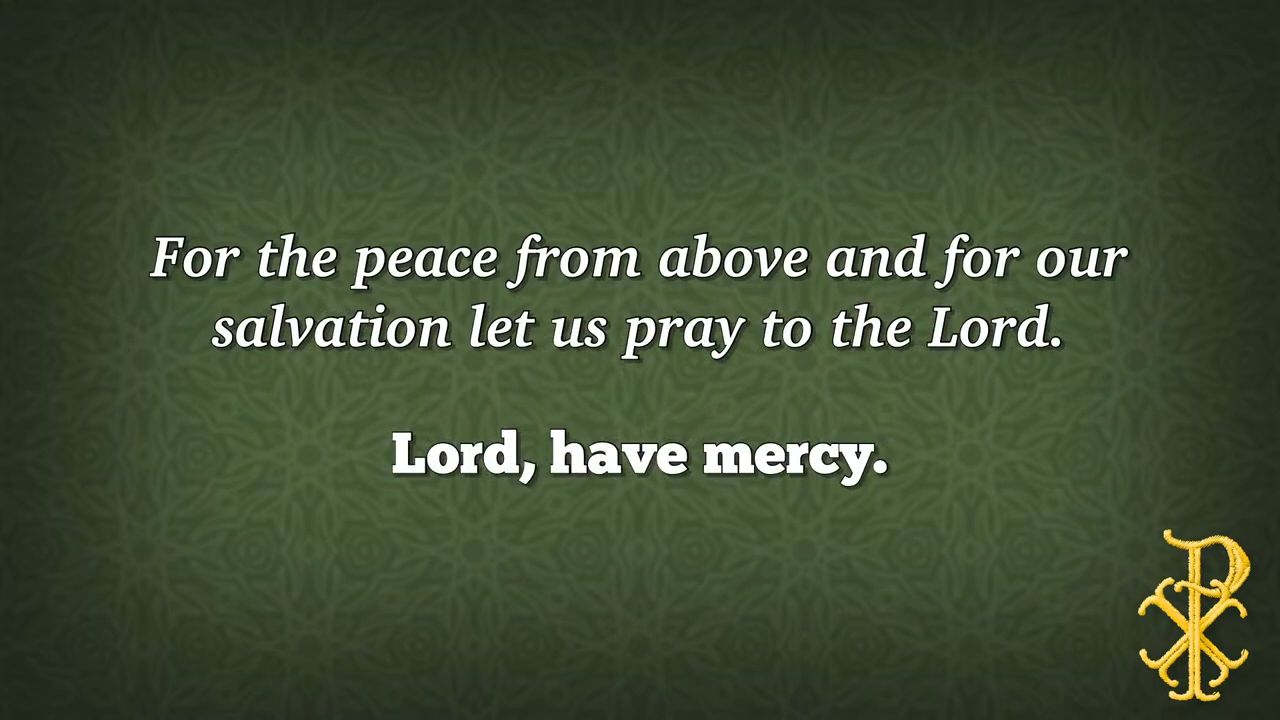 For the peace from above and for our
salvation let us pray to the Lord.
Lord, have mercy.